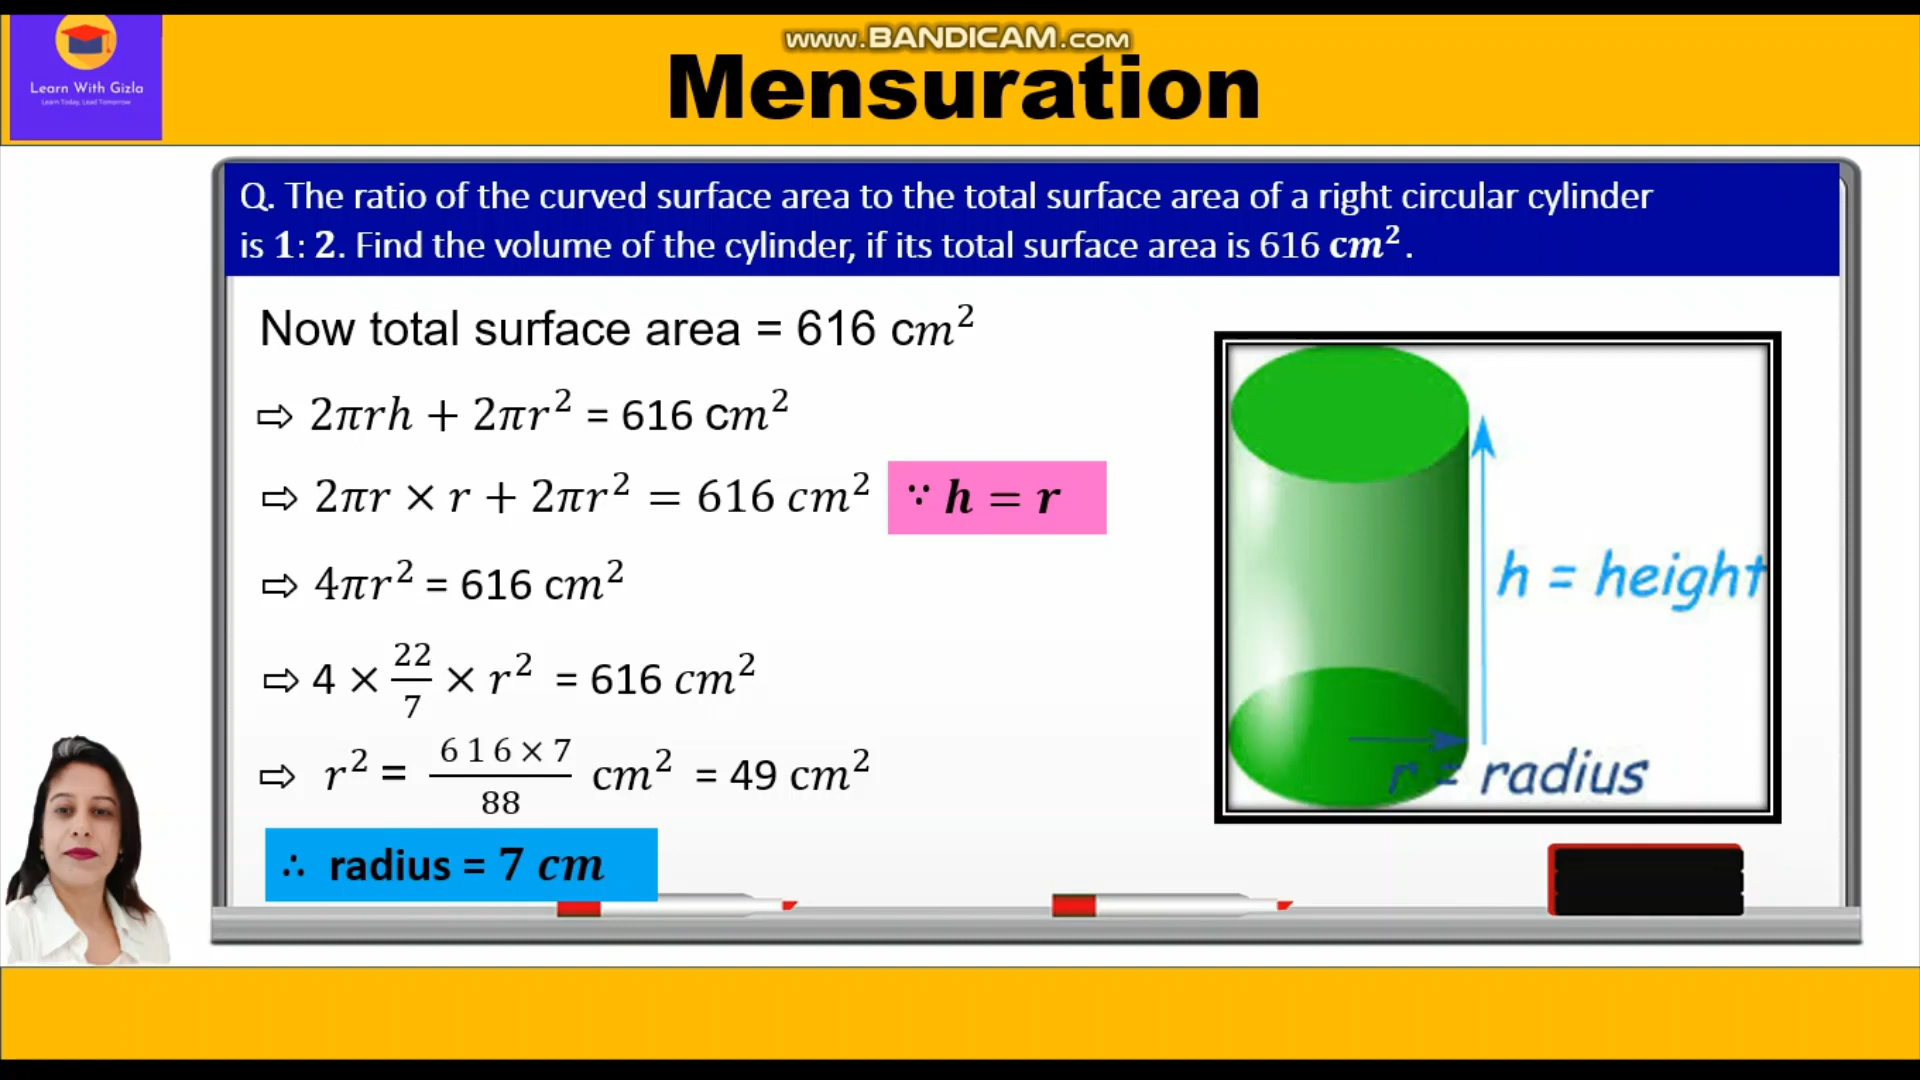 www.BANDICAM.com
Learn With Gizla
Learn Today, Lead Tomorrow
Mensuration
Q. The ratio of the curved surface area to the total surface area of a right circular cylinder
is 1: 2. Find the volume of the cylinder, if its total surface area is 616 cm².
Now total surface area = 616 cm²
⇨ 2πrh + 2πr² = 616 cm²
⇨ 2πr × r + 2πr² = 616 cm² ∵ h = r
⇨ 4πr² = 616 cm²
⇨ 4 × 22/7 × r² = 616 cm²
⇨ r² = 616×7/88 cm² = 49 cm²
∴ radius = 7 cm
h = height
r = radius